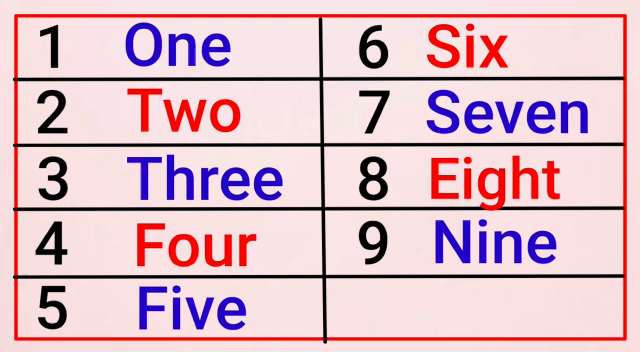 1 One
2 Two
3 Three
4 Four
5 Five
6 Six
7 Seven
8 Eight
9 Nine